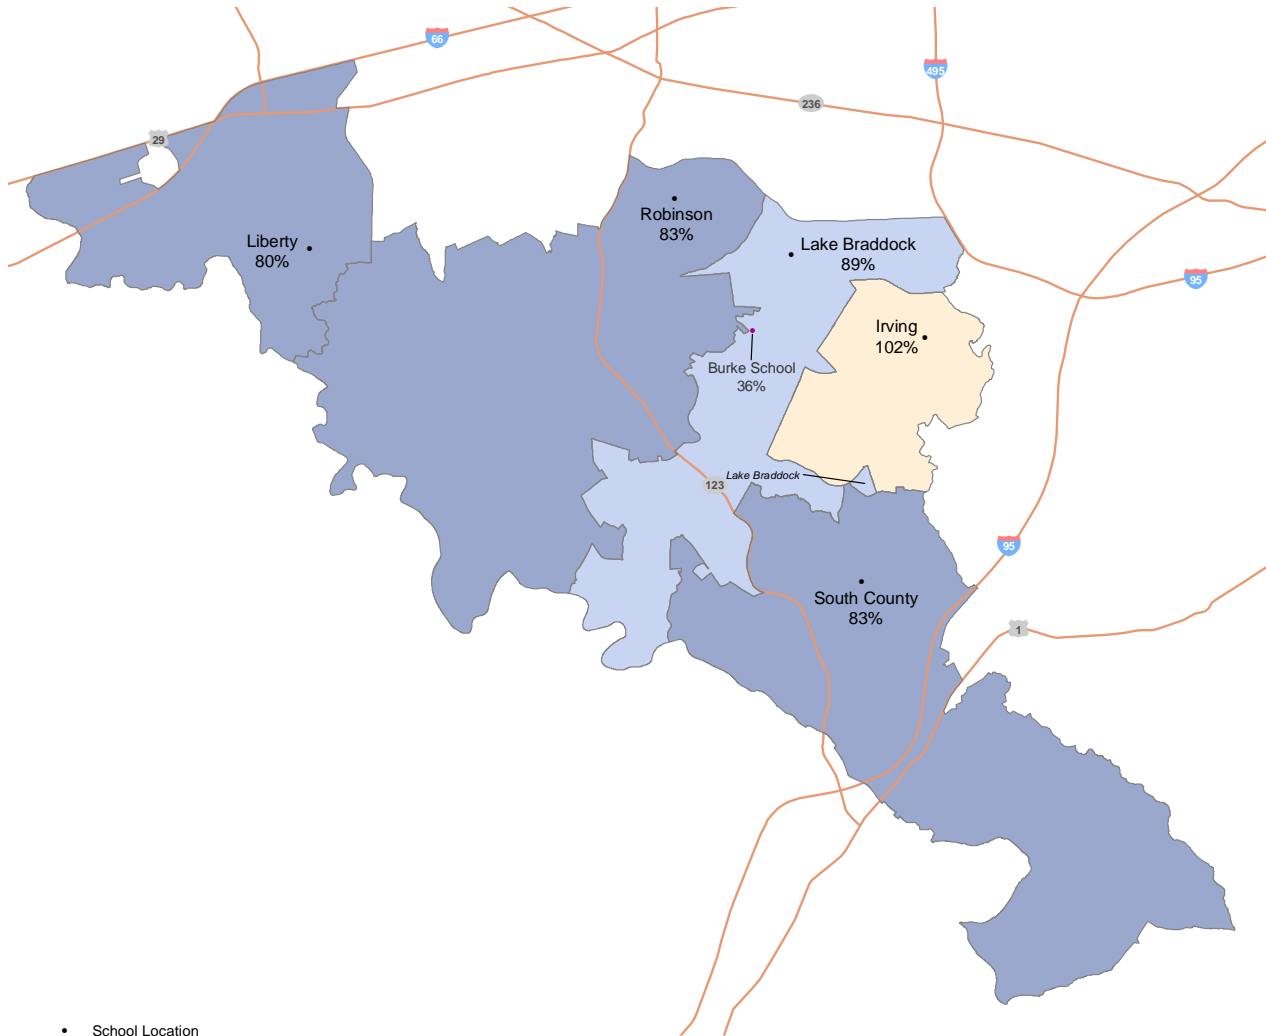 66
495
236
29
Robinson
83%
Liberty
80%
Lake Braddock
89%
95
Irving
102%
Burke School
36%
Lake Braddock
123
95
South County
83%
1
School Location